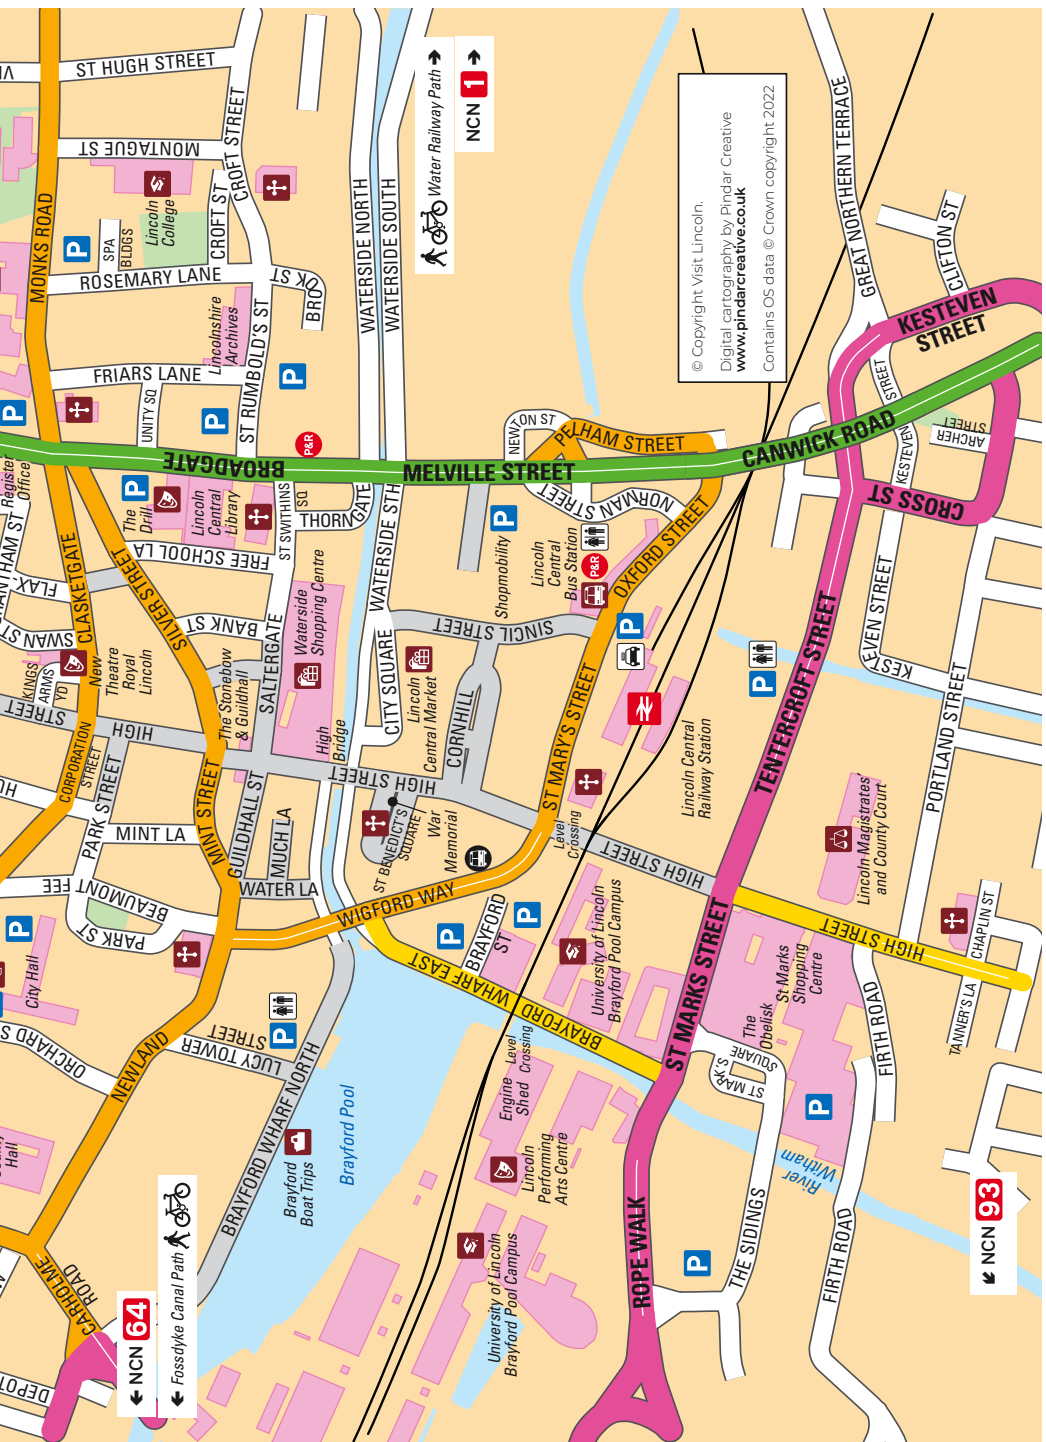 ST HUGH STREET
MONTAGUE ST
CROFT STREET
MONKS ROAD
Lincoln
College
CROFT ST
SPA
BLDGS
ROSEMARY LANE
Lincolnshire
Archives
ST RUMBOLD'S ST
FRIARS LANE
UNITY SQ
WATERSIDE NORTH
WATERSIDE SOUTH
Water Railway Path →
NCN 1 →
© Copyright Visit Lincoln.
Digital cartography by Pindar Creative
www.pindarcreative.co.uk
Contains OS data © Crown copyright 2022
GREAT NORTHERN TERRACE
CLIFTON ST
KESTEVEN
STREET
KESTEVEN STREET
ARCHER
STREET
CROSS ST
CANWICK ROAD
PELHAM STREET
NEWTON ST
NORMAN STREET
MELVILLE STREET
BROADGATE
P&R
Register
Office
The
Drill
Lincoln
Central
Library
ST SWITHINS
SQ
THORNGATE
FREE SCHOOL LA
CLASKETGATE
SILVER STREET
FLAX
SWAN ST
KINGS
ARMS
YD
New
Theatre
Royal
Lincoln
BANK ST
SALTERGATE
Waterside
Shopping Centre
The Stonebow
& Guildhall
High
Bridge
WATERSIDE STH
CITY SQUARE
SINCIL STREET
Lincoln
Central Market
CORNHILL
Shopmobility
Lincoln
Central
Bus Station
P&R
OXFORD STREET
ST MARY'S STREET
Lincoln Central
Railway Station
TENTERCROFT STREET
KESTEVEN STREET
PORTLAND STREET
Lincoln Magistrates'
and County Court
HIGH STREET
STREET
CORPORATION
STREET
PARK STREET
MINT LA
MINT STREET
GUILDHALL ST
MUCH LA
WATER LA
HIGH STREET
ST BENEDICT'S
SQUARE
War
Memorial
Level
Crossing
HIGH STREET
WIGFORD WAY
BEAUMONT FEE
PARK ST
City Hall
BRAYFORD
ST
University of Lincoln
Brayford Pool Campus
ST MARKS STREET
HIGH STREET
CHAPLIN ST
TANNER'S LA
St Marks
Shopping
Centre
The
Obelisk
ST MARK'S
SQUARE
FIRTH ROAD
ORCHARD S
NEWLAND
LUCY TOWER
STREET
BRAYFORD WHARF EAST
BRAYFORD WHARF NORTH
Brayford Pool
Brayford
Boat Trips
Level
Crossing
Engine
Shed
Lincoln
Performing
Arts Centre
University of Lincoln
Brayford Pool Campus
River
Witham
ROPE WALK
THE SIDINGS
FIRTH ROAD
Hall
CARHOLME
ROAD
DEPOT
← NCN 64
← Fossdyke Canal Path
NCN 93